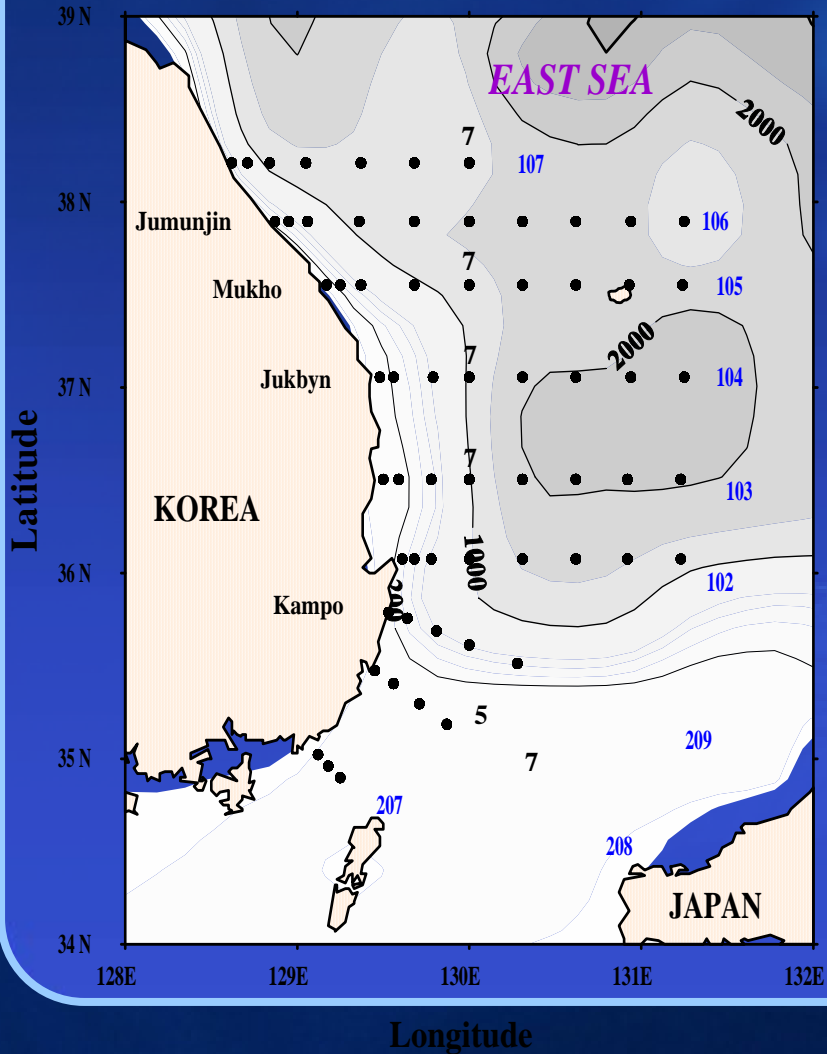 39 N
EAST SEA
2000
7
107
38 N
Jumunjin
106
7
Mukho
105
2000
7
Jukbyn
104
37 N
7
103
Latitude
KOREA
1000
36 N
102
200
Kampo
5
209
35 N
7
207
208
JAPAN
34 N
128E
129E
130E
131E
132E
Longitude